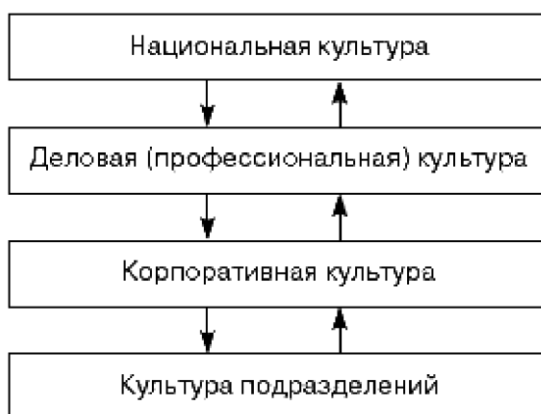 Национальная культура
Деловая (профессиональная) культура
Корпоративная культура
Культура подразделений